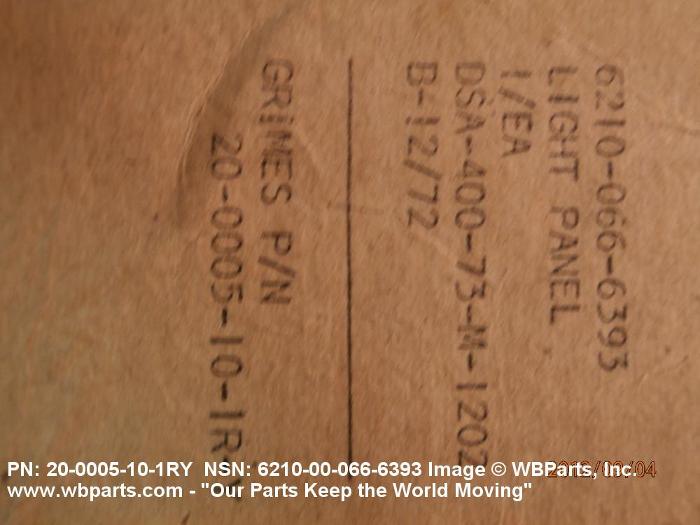 6210-066-6393
LIGHT PANEL
1/EA
DSA-400-73-M-1202
B-12/72
GRIMES P/N
20-0005-10-1RY
PN: 20-0005-10-1RY NSN: 6210-00-066-6393 Image © WBParts, Inc.
www.wbparts.com - "Our Parts Keep the World Moving"